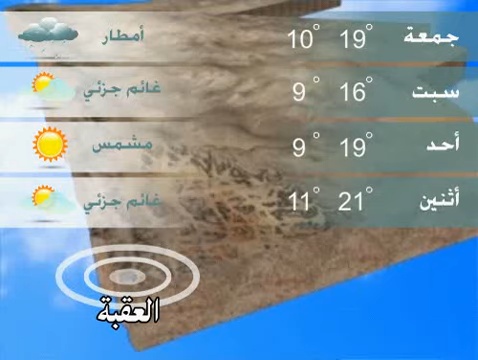 جمعة 19° 10° أمطار
سبت 16° 9° غائم جزئي
أحد 19° 9° مشمس
أثنين 21° 11° غائم جزئي
العقبة